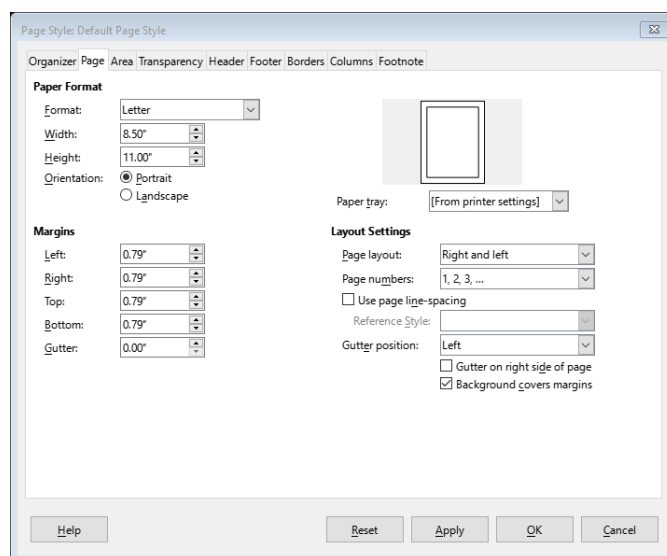 Page Style: Default Page Style
Organizer Page Area Transparency Header Footer Borders Columns Footnote
Paper Format
Format: Letter
Width: 8.50"
Height: 11.00"
Orientation: Portrait
Landscape
Paper tray: [From printer settings]
Margins
Left: 0.79"
Right: 0.79"
Top: 0.79"
Bottom: 0.79"
Gutter: 0.00"
Layout Settings
Page layout: Right and left
Page numbers: 1, 2, 3, ...
Use page line-spacing
Reference Style:
Gutter position: Left
Gutter on right side of page
Background covers margins
Help Reset Apply OK Cancel